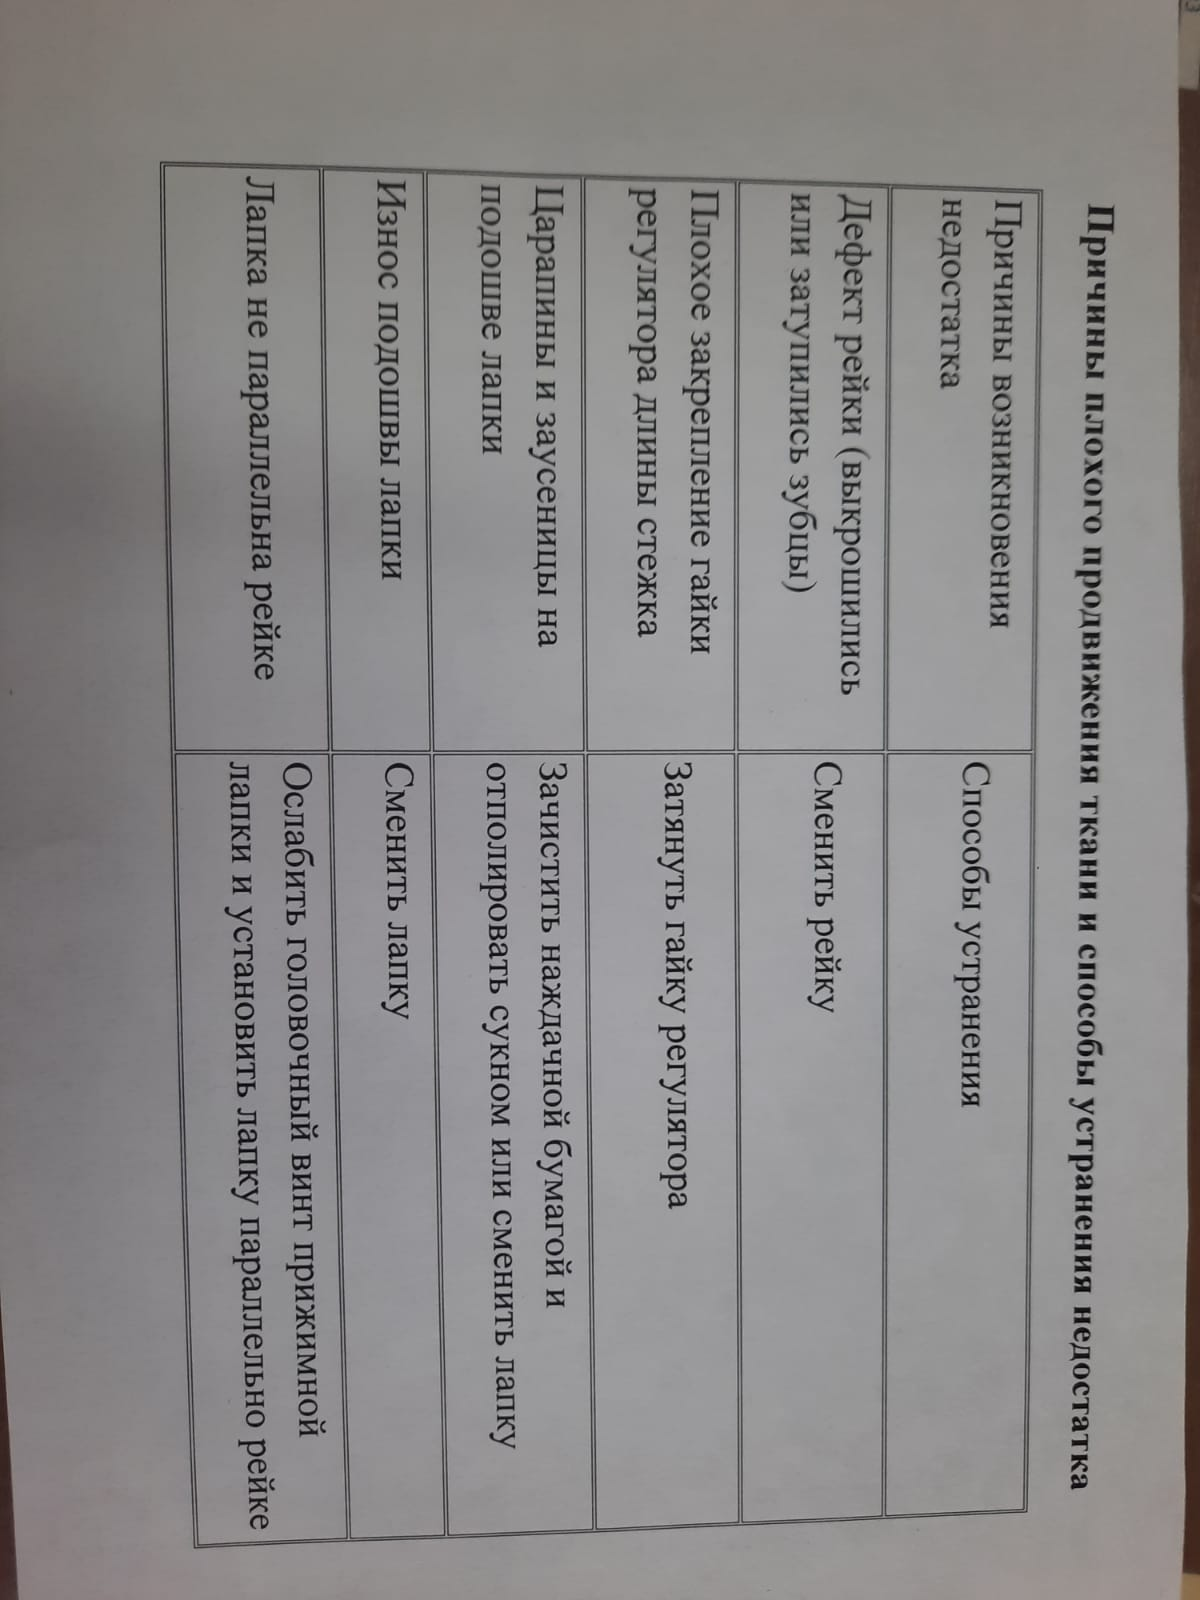 Причины плохого продвижения ткани и способы устранения недостатка
Причины возникновения
недостатка
Способы устранения
Дефект рейки (выкрошились
или затупились зубцы)
Сменить рейку
Плохое закрепление гайки
регулятора длины стежка
Затянуть гайку регулятора
Царапины и заусеницы на
подошве лапки
Зачистить наждачной бумагой и
отполировать сукном или сменить лапку
Износ подошвы лапки
Сменить лапку
Лапка не параллельна рейке
Ослабить головочный винт прижимной
лапки и установить лапку параллельно рейке